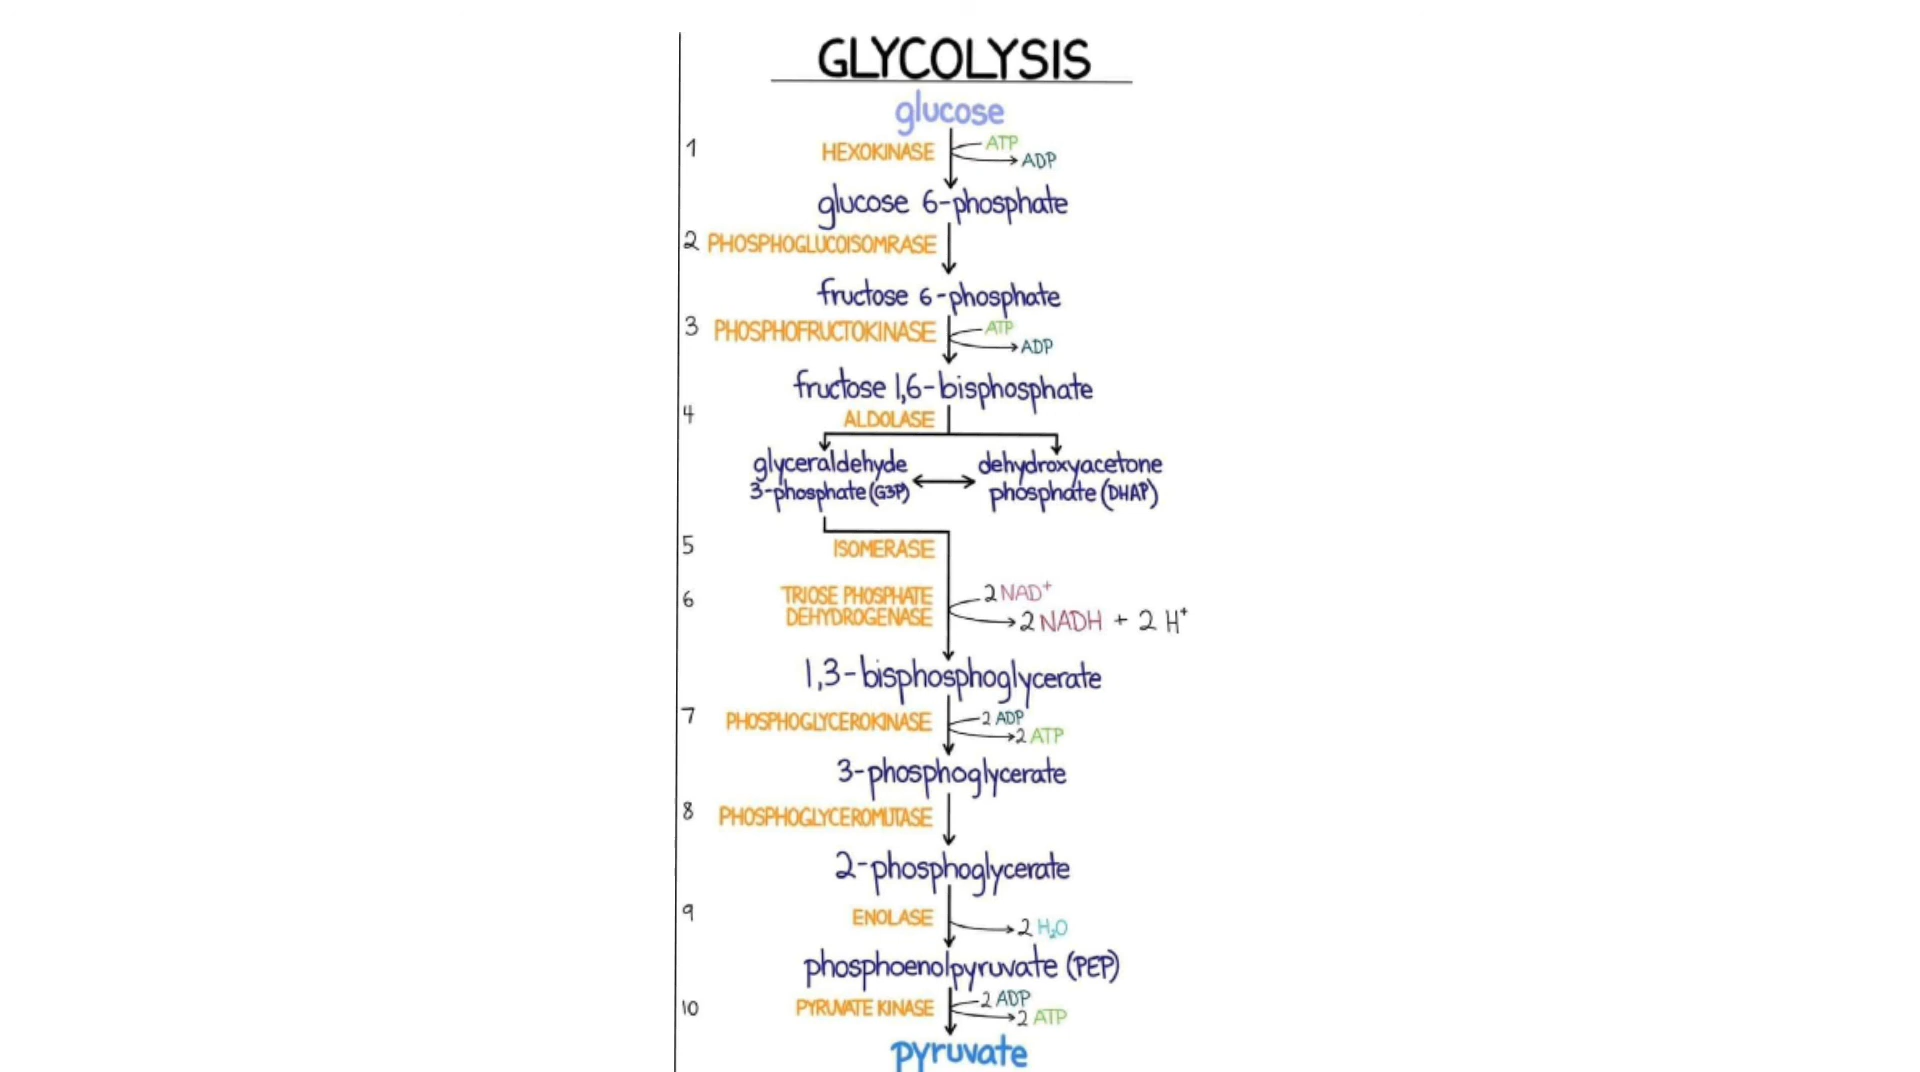 GLYCOLYSIS
glucose
1 HEXOKINASE ATP
ADP
glucose 6-phosphate
2 PHOSPHOGLUCOISOMRASE
fructose 6-phosphate
3 PHOSPHOFRUCTOKINASE ATP
ADP
fructose 1,6-bisphosphate
4 ALDOLASE
glyceraldehyde
3-phosphate (G3P)
dehydroxyacetone
phosphate (DHAP)
5 ISOMERASE
6 TRIOSE PHOSPHATE
DEHYDROGENASE
2 NAD⁺
2 NADH + 2 H⁺
1,3-bisphosphoglycerate
7 PHOSPHOGLYCEROKINASE 2 ADP
2 ATP
3-phosphoglycerate
8 PHOSPHOGLYCEROMUTASE
2-phosphoglycerate
9 ENOLASE 2 H₂O
phosphoenolpyruvate (PEP)
10 PYRUVATE KINASE 2 ADP
2 ATP
pyruvate